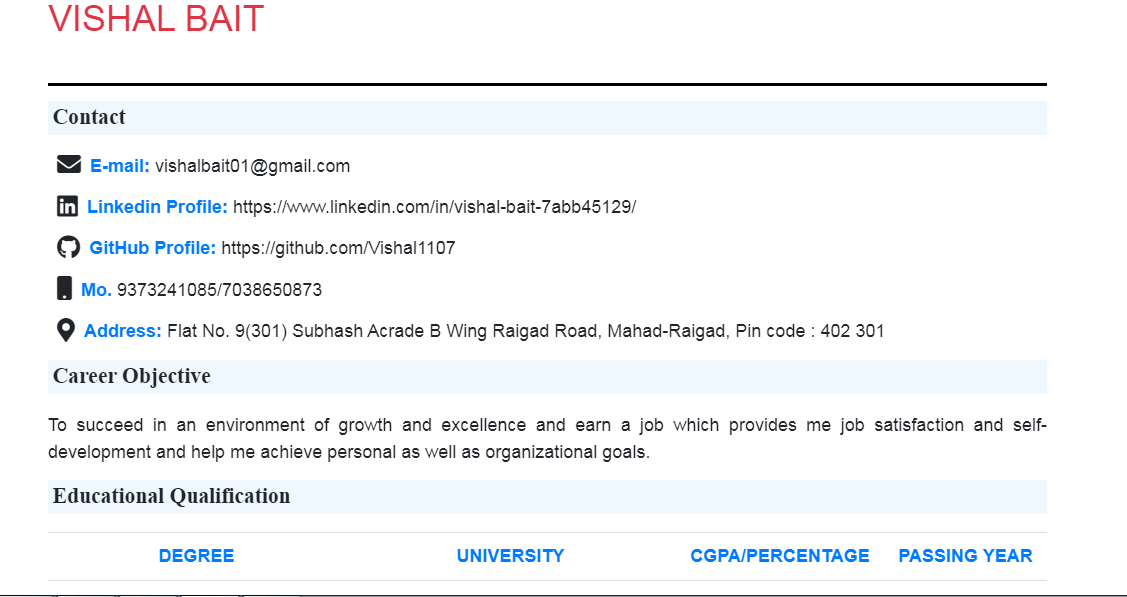 VISHAL BAIT
Contact
E-mail: vishalbait01@gmail.com
Linkedin Profile: https://www.linkedin.com/in/vishal-bait-7abb45129/
GitHub Profile: https://github.com/Vishal1107
Mo. 9373241085/7038650873
Address: Flat No. 9(301) Subhash Acrade B Wing Raigad Road, Mahad-Raigad, Pin code : 402 301
Career Objective
To succeed in an environment of growth and excellence and earn a job which provides me job satisfaction and self-
development and help me achieve personal as well as organizational goals.
Educational Qualification
DEGREE UNIVERSITY CGPA/PERCENTAGE PASSING YEAR